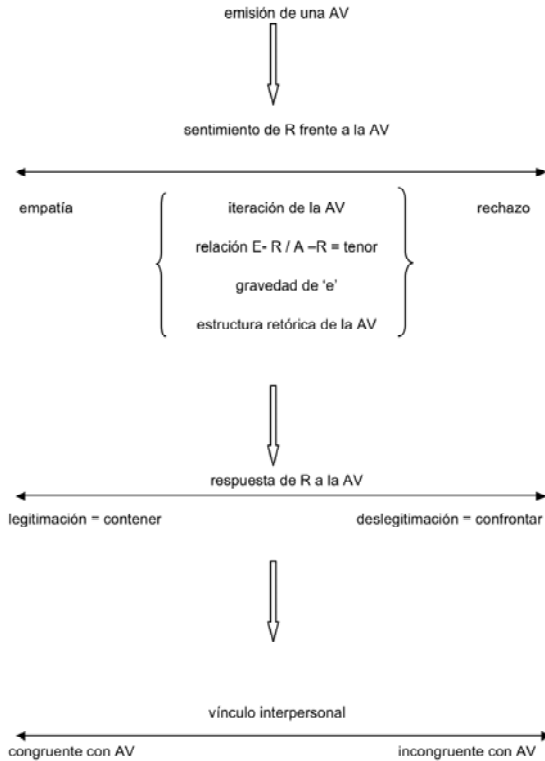 emisión de una AV
sentimiento de R frente a la AV
empatía
iteración de la AV
rechazo
relación E- R / A –R = tenor
gravedad de 'e'
estructura retórica de la AV
respuesta de R a la AV
legitimación = contener
deslegitimación = confrontar
vínculo interpersonal
congruente con AV
incongruente con AV